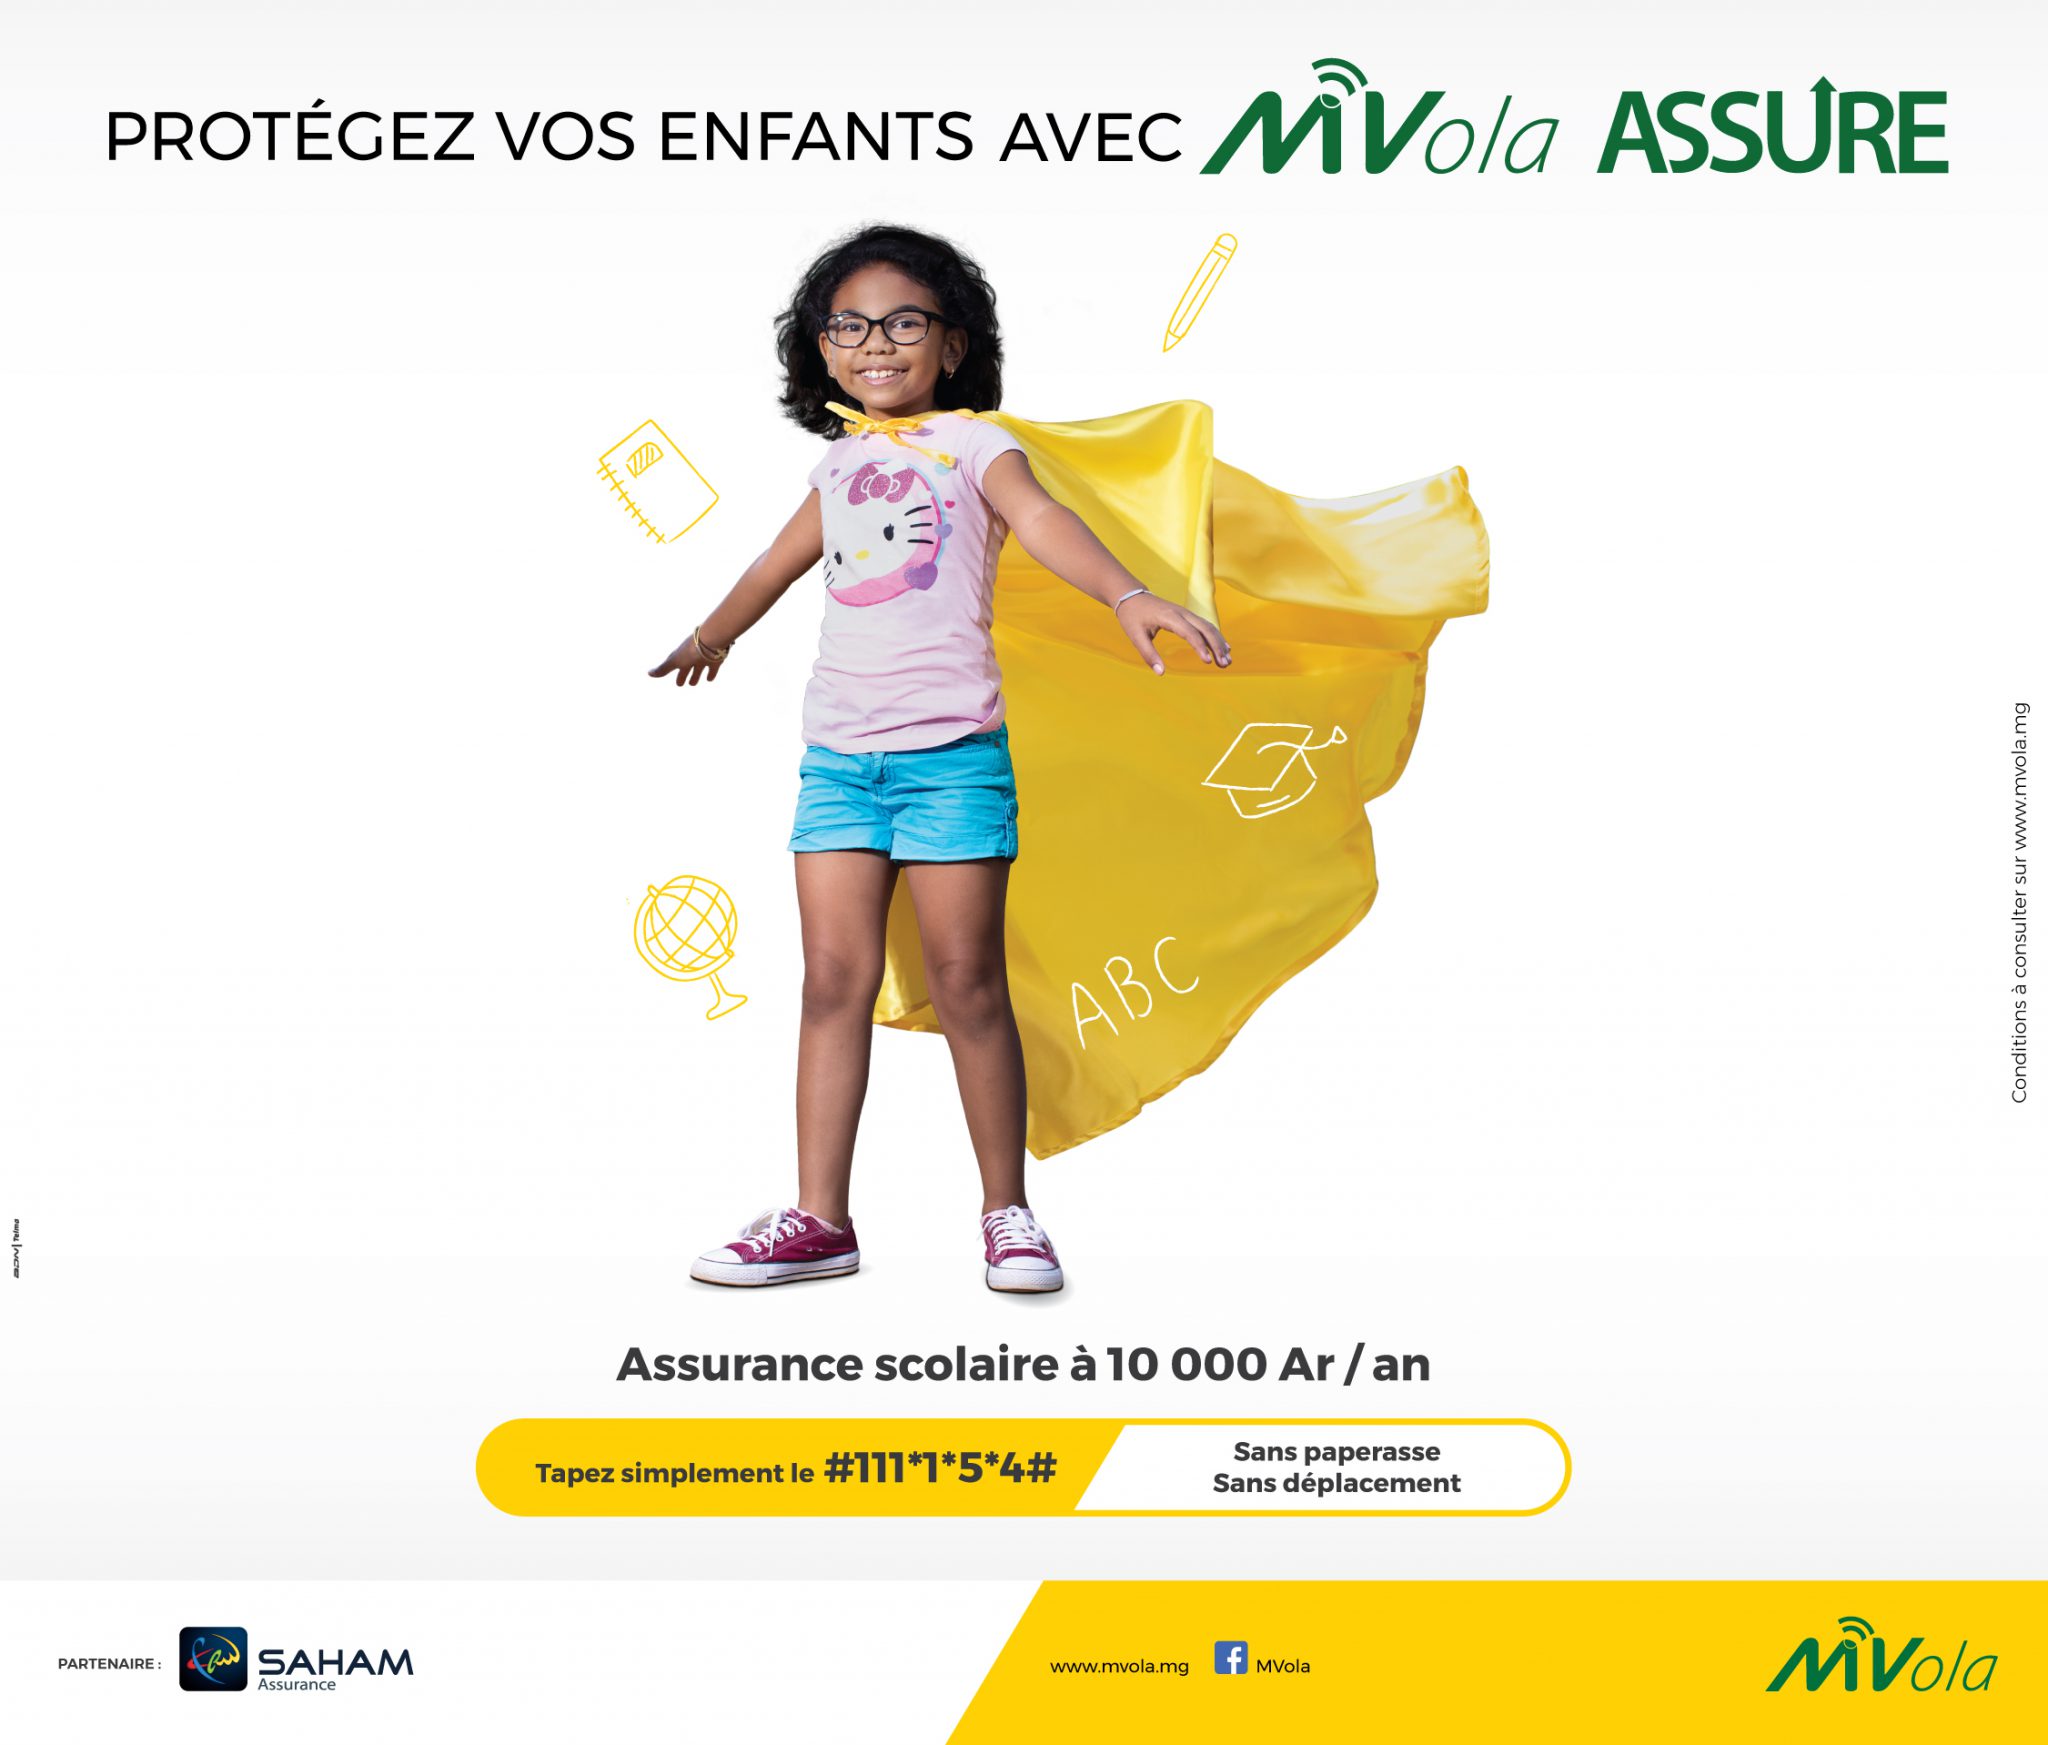 PROTÉGEZ VOS ENFANTS AVEC MVola ASSURE
ABC
Conditions à consulter sur www.mvola.mg
Telma
Assurance scolaire à 10 000 Ar / an
Tapez simplement le #111*1*5*4#
Sans paperasse
Sans déplacement
PARTENAIRE :
SAHAM
Assurance
www.mvola.mg
MVola
MVola